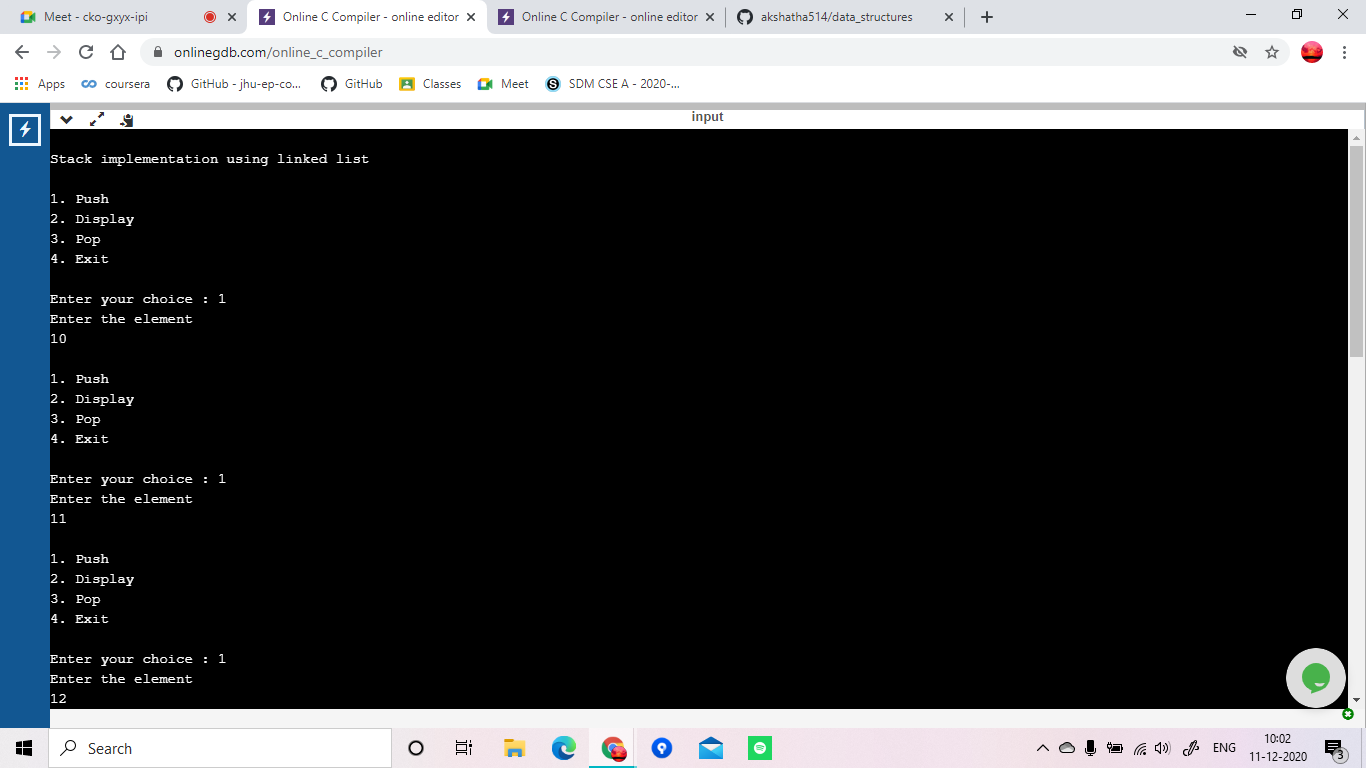 Meet - cko-gxyx-ipi
Online C Compiler - online editor
Online C Compiler - online editor
akshatha514/data_structures
onlinegdb.com/online_c_compiler
Apps
coursera
GitHub - jhu-ep-co...
GitHub
Classes
Meet
SDM CSE A - 2020-...
input
Stack implementation using linked list
1. Push
2. Display
3. Pop
4. Exit
Enter your choice : 1
Enter the element
10
1. Push
2. Display
3. Pop
4. Exit
Enter your choice : 1
Enter the element
11
1. Push
2. Display
3. Pop
4. Exit
Enter your choice : 1
Enter the element
12
Search
ENG
10:02
11-12-2020
3